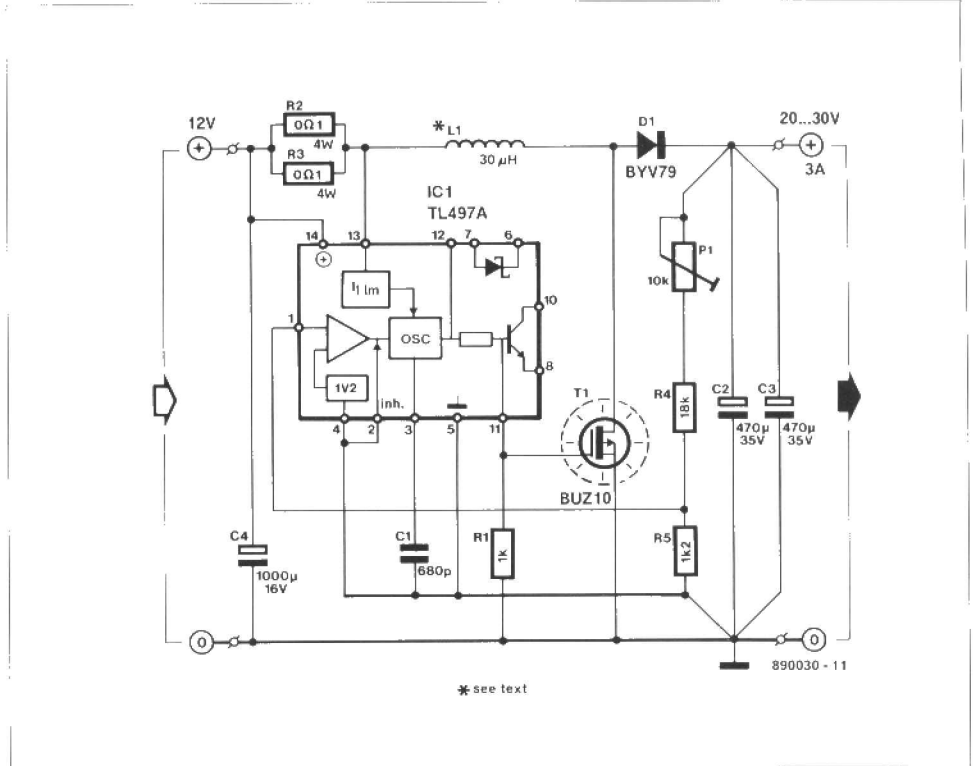 12V
+
R2
0Ω1
4W
R3
0Ω1
4W
* L1
30 µH
D1
BYV79
20...30V
+
3A
IC1
TL497A
14
13
12
7
6
+
I1 lm
OSC
10
1
8
1V2
inh.
4
2
3
5
11
P1
10k
T1
BUZ10
R4
18k
C2
470µ
35V
C3
470µ
35V
C4
1000µ
16V
C1
680p
R1
1k
R5
1k2
0
0
890030 - 11
* see text